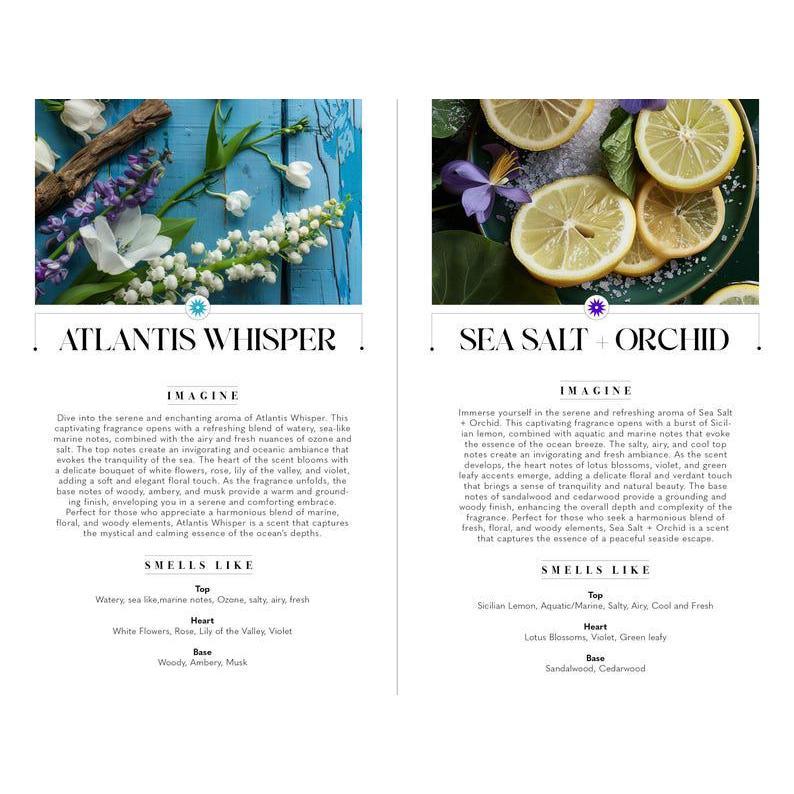 ATLANTIS WHISPER
IMAGINE
Dive into the serene and enchanting aroma of Atlantis Whisper. This
captivating fragrance opens with a refreshing blend of watery, sea-like
marine notes, combined with the airy and fresh nuances of ozone and
salt. The top notes create an invigorating and oceanic ambiance that
evokes the tranquility of the sea. The heart of the scent blooms with
a delicate bouquet of white flowers, rose, lily of the valley, and violet,
adding a soft and elegant floral touch. As the fragrance unfolds, the
base notes of woody, ambery, and musk provide a warm and ground-
ing finish, enveloping you in a serene and comforting embrace.
Perfect for those who appreciate a harmonious blend of marine,
floral, and woody elements, Atlantis Whisper is a scent that captures
the mystical and calming essence of the ocean's depths.
SMELLS LIKE
Top
Watery, sea like,marine notes, Ozone, salty, airy, fresh
Heart
White Flowers, Rose, Lily of the Valley, Violet
Base
Woody, Ambery, Musk
SEA SALT + ORCHID
IMAGINE
Immerse yourself in the serene and refreshing aroma of Sea Salt
+ Orchid. This captivating fragrance opens with a burst of Sicil-
ian lemon, combined with aquatic and marine notes that evoke
the essence of the ocean breeze. The salty, airy, and cool top
notes create an invigorating and fresh ambiance. As the scent
develops, the heart notes of lotus blossoms, violet, and green
leafy accents emerge, adding a delicate floral and verdant touch
that brings a sense of tranquility and natural beauty. The base
notes of sandalwood and cedarwood provide a grounding and
woody finish, enhancing the overall depth and complexity of the
fragrance. Perfect for those who seek a harmonious blend of
fresh, floral, and woody elements, Sea Salt + Orchid is a scent
that captures the essence of a peaceful seaside escape.
SMELLS LIKE
Top
Sicilian Lemon, Aquatic/Marine, Salty, Airy, Cool and Fresh
Heart
Lotus Blossoms, Violet, Green leafy
Base
Sandalwood, Cedarwood